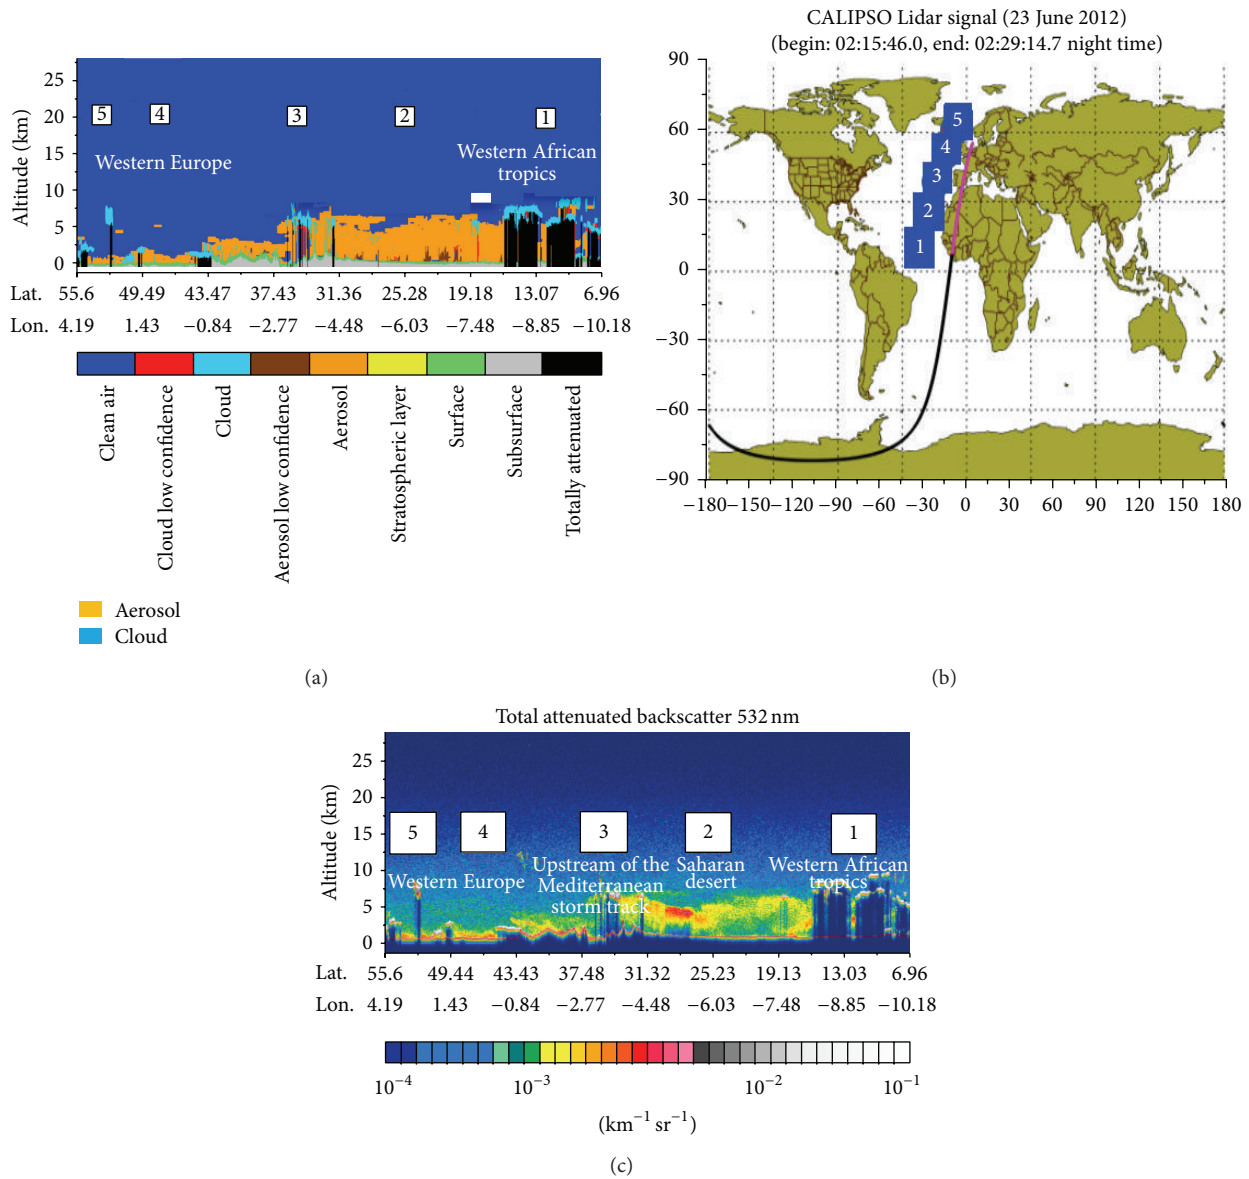 (a)
25
20
15
10
5
0
Altitude (km)
5
4
3
2
1
Western Europe
Western African
tropics
Lat.
55.6 49.49 43.47 37.43 31.36 25.28 19.18 13.07 6.96
Lon. 4.19 1.43 −0.84 −2.77 −4.48 −6.03 −7.48 −8.85 −10.18
Clean air
Cloud low confidence
Cloud
Aerosol low confidence
Aerosol
Stratospheric layer
Surface
Subsurface
Totally attenuated
Aerosol
Cloud
(a)
CALIPSO Lidar signal (23 June 2012)
(begin: 02:15:46.0, end: 02:29:14.7 night time)
90
60
30
0
−30
−60
−90
5
4
3
2
1
−180 −150 −120 −90 −60 −30 0 30 60 90 120 150 180
(b)
Total attenuated backscatter 532 nm
25
20
15
10
5
0
Altitude (km)
5
4
3
2
1
Western Europe
Upstream of the
Mediterranean
storm track
Saharan
desert
Western African
tropics
Lat.
55.6 49.44 43.43 37.48 31.32 25.23 19.13 13.03 6.96
Lon. 4.19 1.43 −0.84 −2.77 −4.48 −6.03 −7.48 −8.85 −10.18
10−4 10−3 10−2 10−1
(km−1 sr−1)
(c)